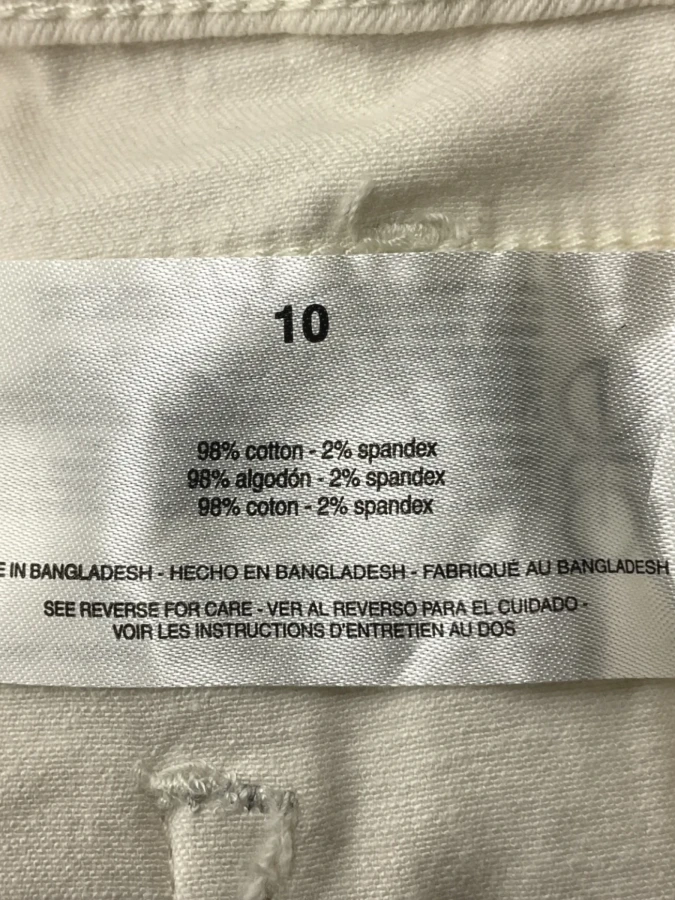 10
98% cotton - 2% spandex
98% algodón - 2% spandex
98% coton - 2% spandex
E IN BANGLADESH - HECHO EN BANGLADESH - FABRIQUÉ AU BANGLADESH
SEE REVERSE FOR CARE - VER AL REVERSO PARA EL CUIDADO -
VOIR LES INSTRUCTIONS D'ENTRETIEN AU DOS